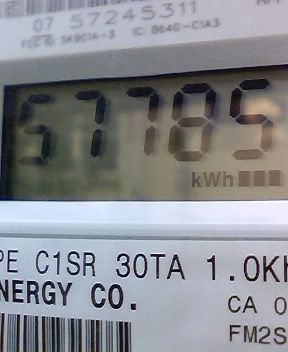 07 57245311
FCC ID: SK9C1A-3 IC: 864G-C1A3
57785
kWh
PE C1SR 30TA 1.0Kh
NERGY CO.
CA 0
FM2S